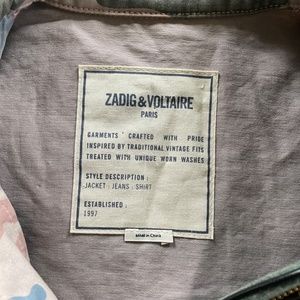 ZADIG&VOLTAIRE
PARIS
GARMENTS CRAFTED WITH PRIDE
INSPIRED BY TRADITIONAL VINTAGE FITS
TREATED WITH UNIQUE WORN WASHES
STYLE DESCRIPTION :
JACKET : JEANS : SHIRT
ESTABLISHED :
1997
Made in China